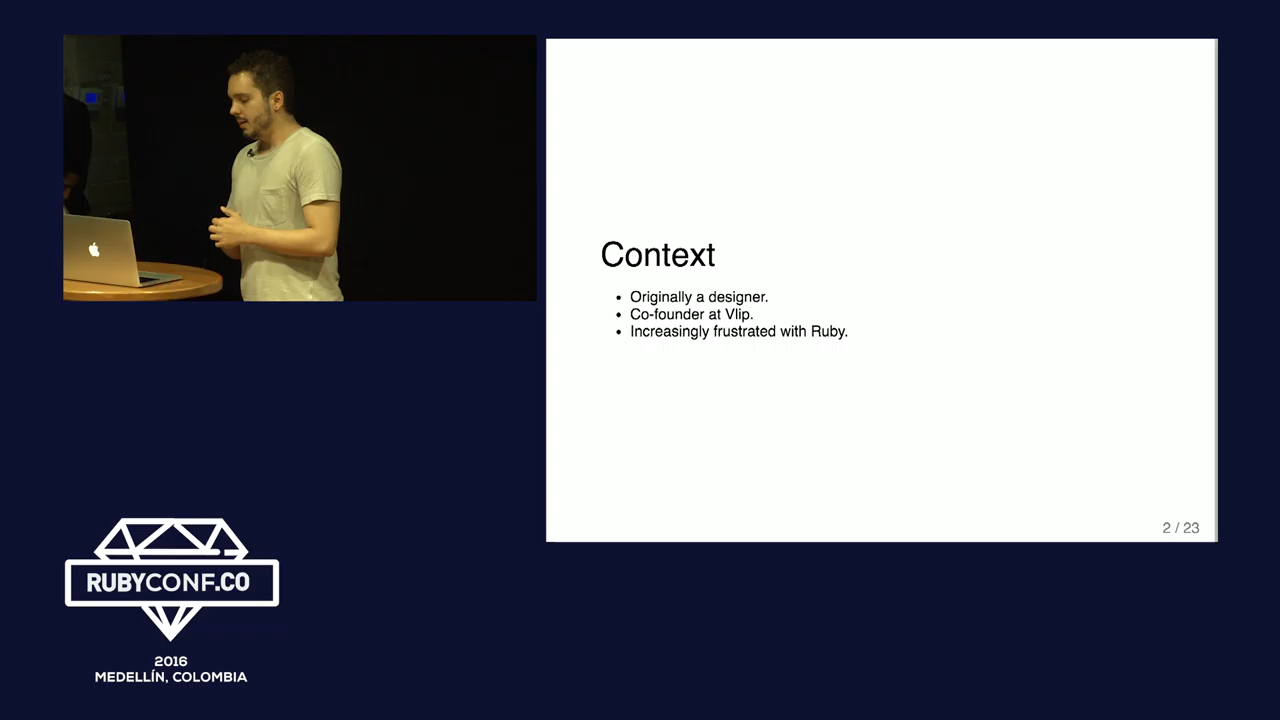 Context
Originally a designer.
Co-founder at Vlip.
Increasingly frustrated with Ruby.
2 / 23
RUBYCONF.CO
2016
MEDELLÍN, COLOMBIA